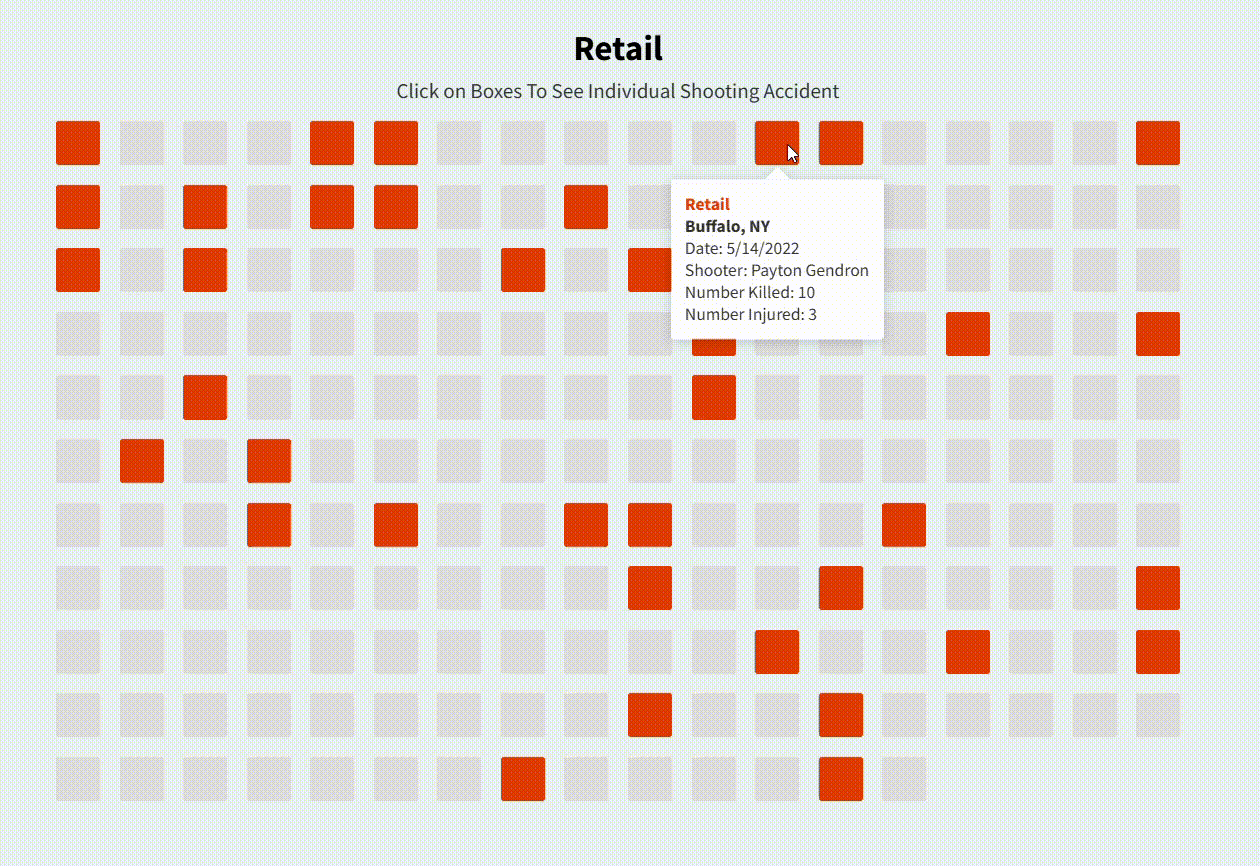 Retail
Click on Boxes To See Individual Shooting Accident
Retail
Buffalo, NY
Date: 5/14/2022
Shooter: Payton Gendron
Number Killed: 10
Number Injured: 3